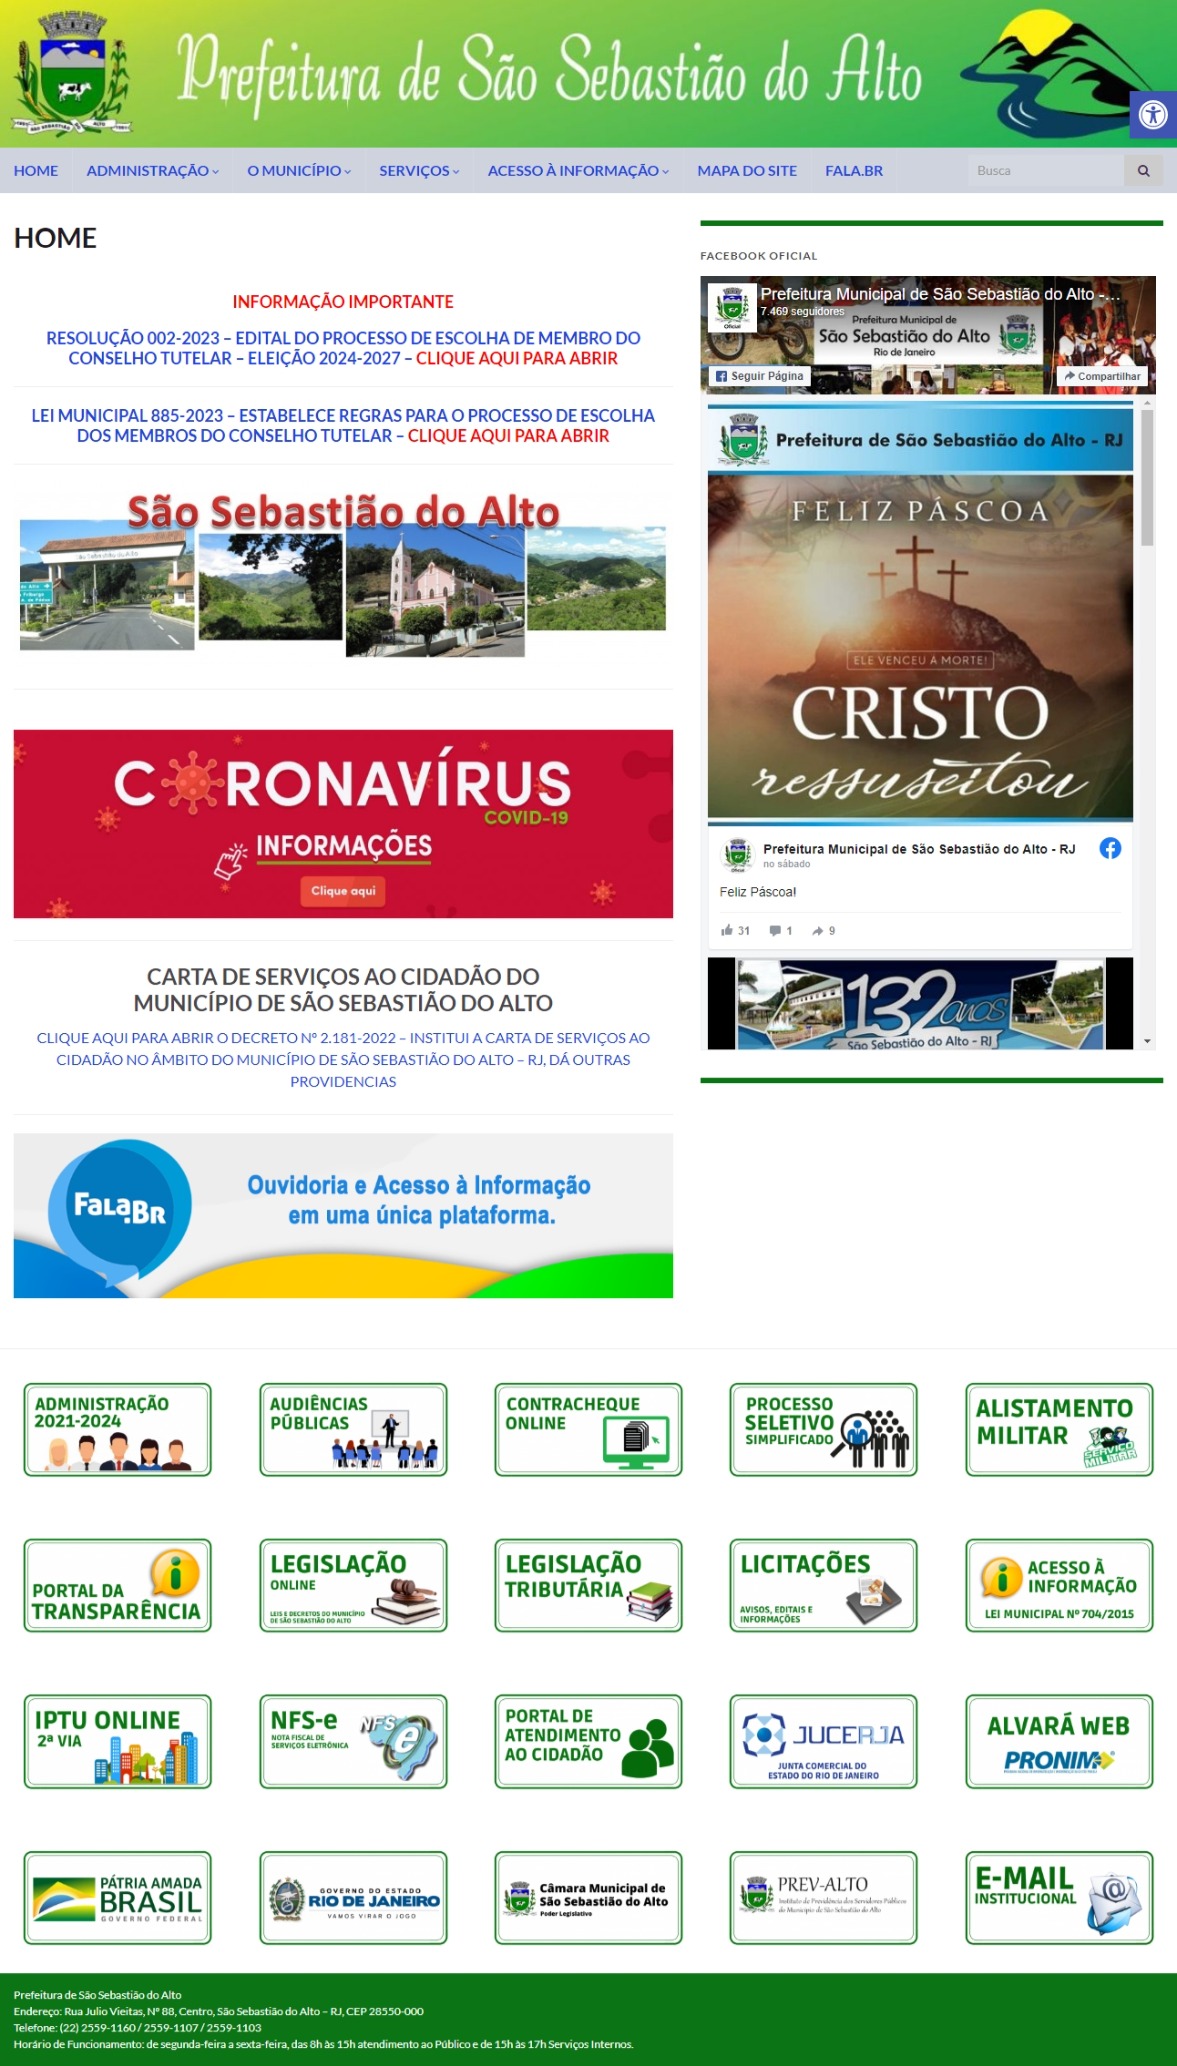 SÃO SEBASTIÃO ALTO
Prefeitura de São Sebastião do Alto
HOME
ADMINISTRAÇÃO
O MUNICÍPIO
SERVIÇOS
ACESSO À INFORMAÇÃO
MAPA DO SITE
FALA.BR
Busca
HOME
INFORMAÇÃO IMPORTANTE
RESOLUÇÃO 002-2023 – EDITAL DO PROCESSO DE ESCOLHA DE MEMBRO DO
CONSELHO TUTELAR – ELEIÇÃO 2024-2027 – CLIQUE AQUI PARA ABRIR
LEI MUNICIPAL 885-2023 – ESTABELECE REGRAS PARA O PROCESSO DE ESCOLHA
DOS MEMBROS DO CONSELHO TUTELAR – CLIQUE AQUI PARA ABRIR
São Sebastião do Alto
CORONAVÍRUS
COVID-19
INFORMAÇÕES
Clique aqui
CARTA DE SERVIÇOS AO CIDADÃO DO
MUNICÍPIO DE SÃO SEBASTIÃO DO ALTO
CLIQUE AQUI PARA ABRIR O DECRETO Nº 2.181-2022 – INSTITUI A CARTA DE SERVIÇOS AO
CIDADÃO NO ÂMBITO DO MUNICÍPIO DE SÃO SEBASTIÃO DO ALTO – RJ, DÁ OUTRAS
PROVIDENCIAS
FALA.BR
Ouvidoria e Acesso à Informação
em uma única plataforma.
FACEBOOK OFICIAL
Prefeitura Municipal de São Sebastião do Alto -...
7.469 seguidores
Oficial
Prefeitura Municipal de
São Sebastião do Alto
Rio de Janeiro
Seguir Página
Compartilhar
Prefeitura de São Sebastião do Alto - RJ
FELIZ PÁSCOA
ELE VENCEU A MORTE!
CRISTO
ressuscitou
Prefeitura Municipal de São Sebastião do Alto - RJ
no sábado
Feliz Páscoa!
31 1 9
132 anos
São Sebastião do Alto - RJ
ADMINISTRAÇÃO
2021-2024
AUDIÊNCIAS
PÚBLICAS
CONTRACHEQUE
ONLINE
PROCESSO
SELETIVO
SIMPLIFICADO
ALISTAMENTO
MILITAR
SERVIÇO
MILITAR
PORTAL DA
TRANSPARÊNCIA
LEGISLAÇÃO
ONLINE
LEIS E DECRETOS DO MUNICÍPIO
DE SÃO SEBASTIÃO DO ALTO
LEGISLAÇÃO
TRIBUTÁRIA
LICITAÇÕES
AVISOS, EDITAIS E
INFORMAÇÕES
ACESSO À
INFORMAÇÃO
LEI MUNICIPAL Nº 704/2015
IPTU ONLINE
2ª VIA
NFS-e
NOTA FISCAL DE
SERVIÇOS ELETRÔNICA
NFS e
PORTAL DE
ATENDIMENTO
AO CIDADÃO
JUCERJA
JUNTA COMERCIAL DO
ESTADO DO RIO DE JANEIRO
ALVARÁ WEB
PRONIM
PÁTRIA AMADA
BRASIL
GOVERNO FEDERAL
GOVERNO DO ESTADO
RIO DE JANEIRO
VAMOS VIRAR O JOGO
Câmara Municipal de
São Sebastião do Alto
Poder Legislativo
PREV-ALTO
Instituto de Previdência dos Servidores Públicos
do Município de São Sebastião do Alto
E-MAIL
INSTITUCIONAL
Prefeitura de São Sebastião do Alto
Endereço: Rua Julio Vieitas, Nº 88, Centro, São Sebastião do Alto – RJ, CEP 28550-000
Telefone: (22) 2559-1160 / 2559-1107 / 2559-1103
Horário de Funcionamento: de segunda-feira a sexta-feira, das 8h às 15h atendimento ao Público e de 15h às 17h Serviços Internos.